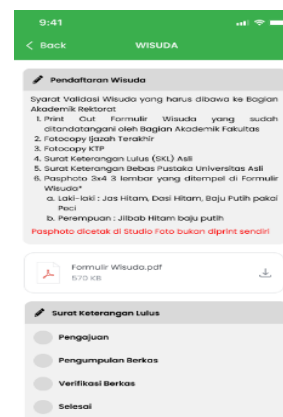 9:41
Back
WISUDA
Pendaftaran Wisuda
Syarat Validasi Wisuda yang harus dibawa ke Bagian
Akademik Rektorat
1. Print Out Formulir Wisuda yang sudah
ditandatangani oleh Bagian Akademik Fakultas
2. Fotocopy Ijazah Terakhir
3. Fotocopy KTP
4. Surat Keterangan Lulus (SKL) Asli
5. Surat Keterangan Bebas Pustaka Universitas Asli
6. Pasphoto 3x4 3 lembar yang ditempel di Formulir
Wisuda*
a. Laki-laki : Jas Hitam, Dasi Hitam, Baju Putih pakai
Peci
b. Perempuan : Jilbab Hitam baju putih
Pasphoto dicetak di Studio Foto bukan diprint sendiri
Formulir Wisuda.pdf
570 KB
Surat Keterangan Lulus
Pengajuan
Pengumpulan Berkas
Verifikasi Berkas
Selesai